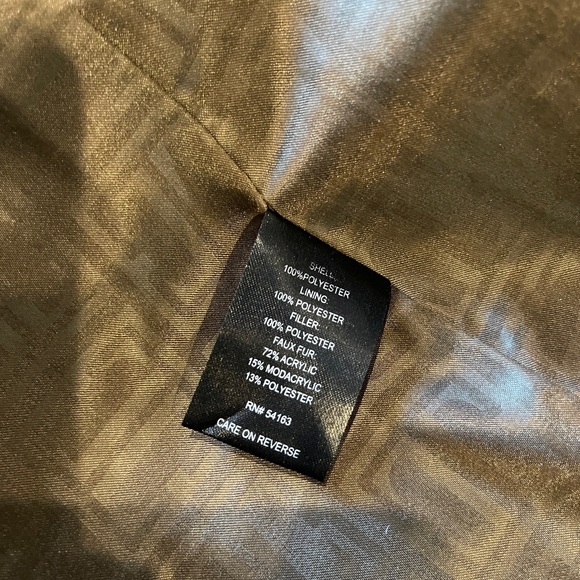 SHELL:
100%POLYESTER
LINING:
100% POLYESTER
FILLER:
100% POLYESTER
FAUX FUR:
72% ACRYLIC
15% MODACRYLIC
13% POLYESTER
RN# 54163
CARE ON REVERSE